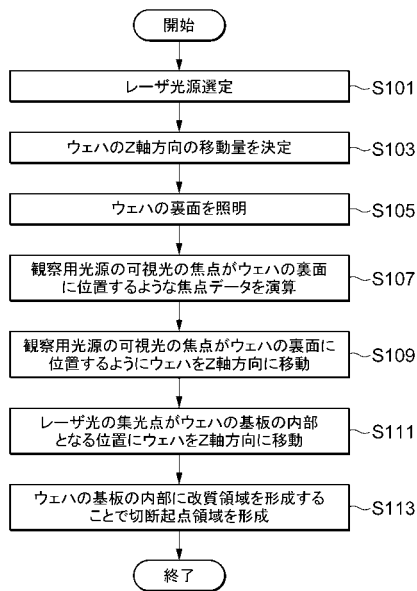 開始
レーザ光源選定
S101
ウェハのZ軸方向の移動量を決定
S103
ウェハの裏面を照明
S105
観察用光源の可視光の焦点がウェハの裏面
に位置するような焦点データを演算
S107
観察用光源の可視光の焦点がウェハの裏面に
位置するようにウェハをZ軸方向に移動
S109
レーザ光の集光点がウェハの基板の内部
となる位置にウェハをZ軸方向に移動
S111
ウェハの基板の内部に改質領域を形成する
ことで切断起点領域を形成
S113
終了